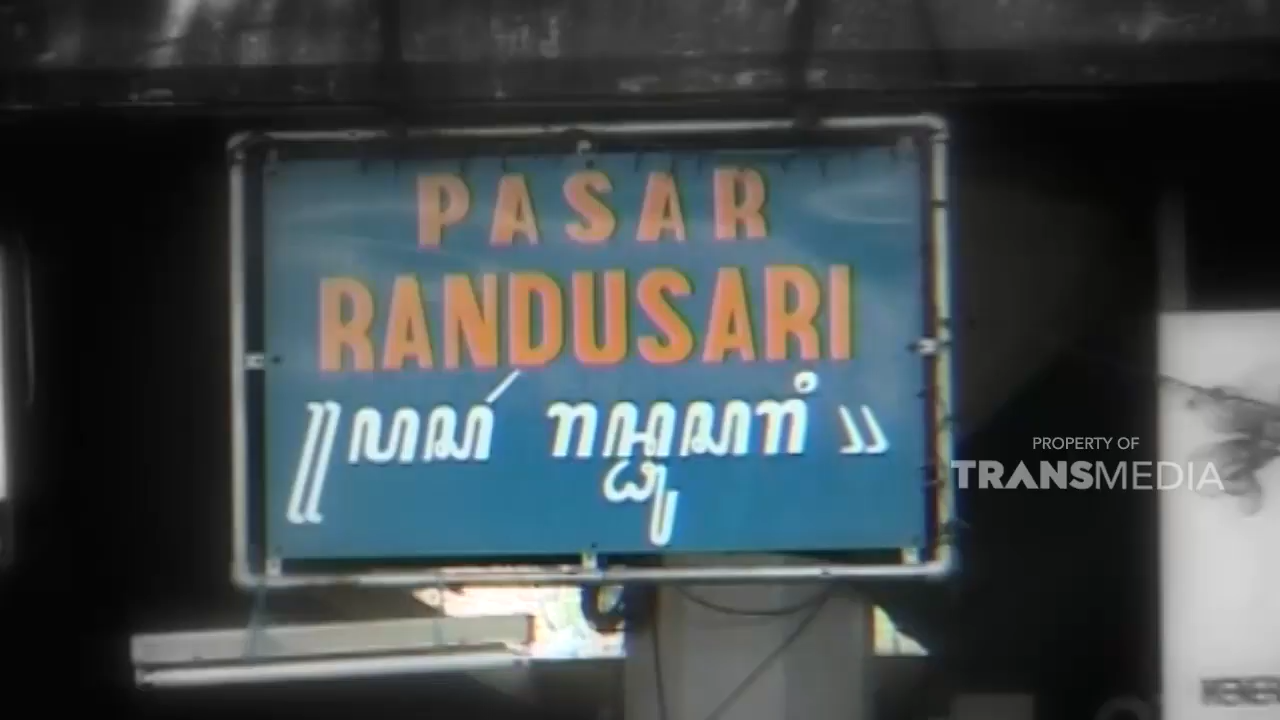 PASAR
RANDUSARI
꧋ꦥꦱꦂ ꦫꦤ꧀ꦢꦸꦱꦫꦶ꧉
PROPERTY OF
TRANSMEDIA